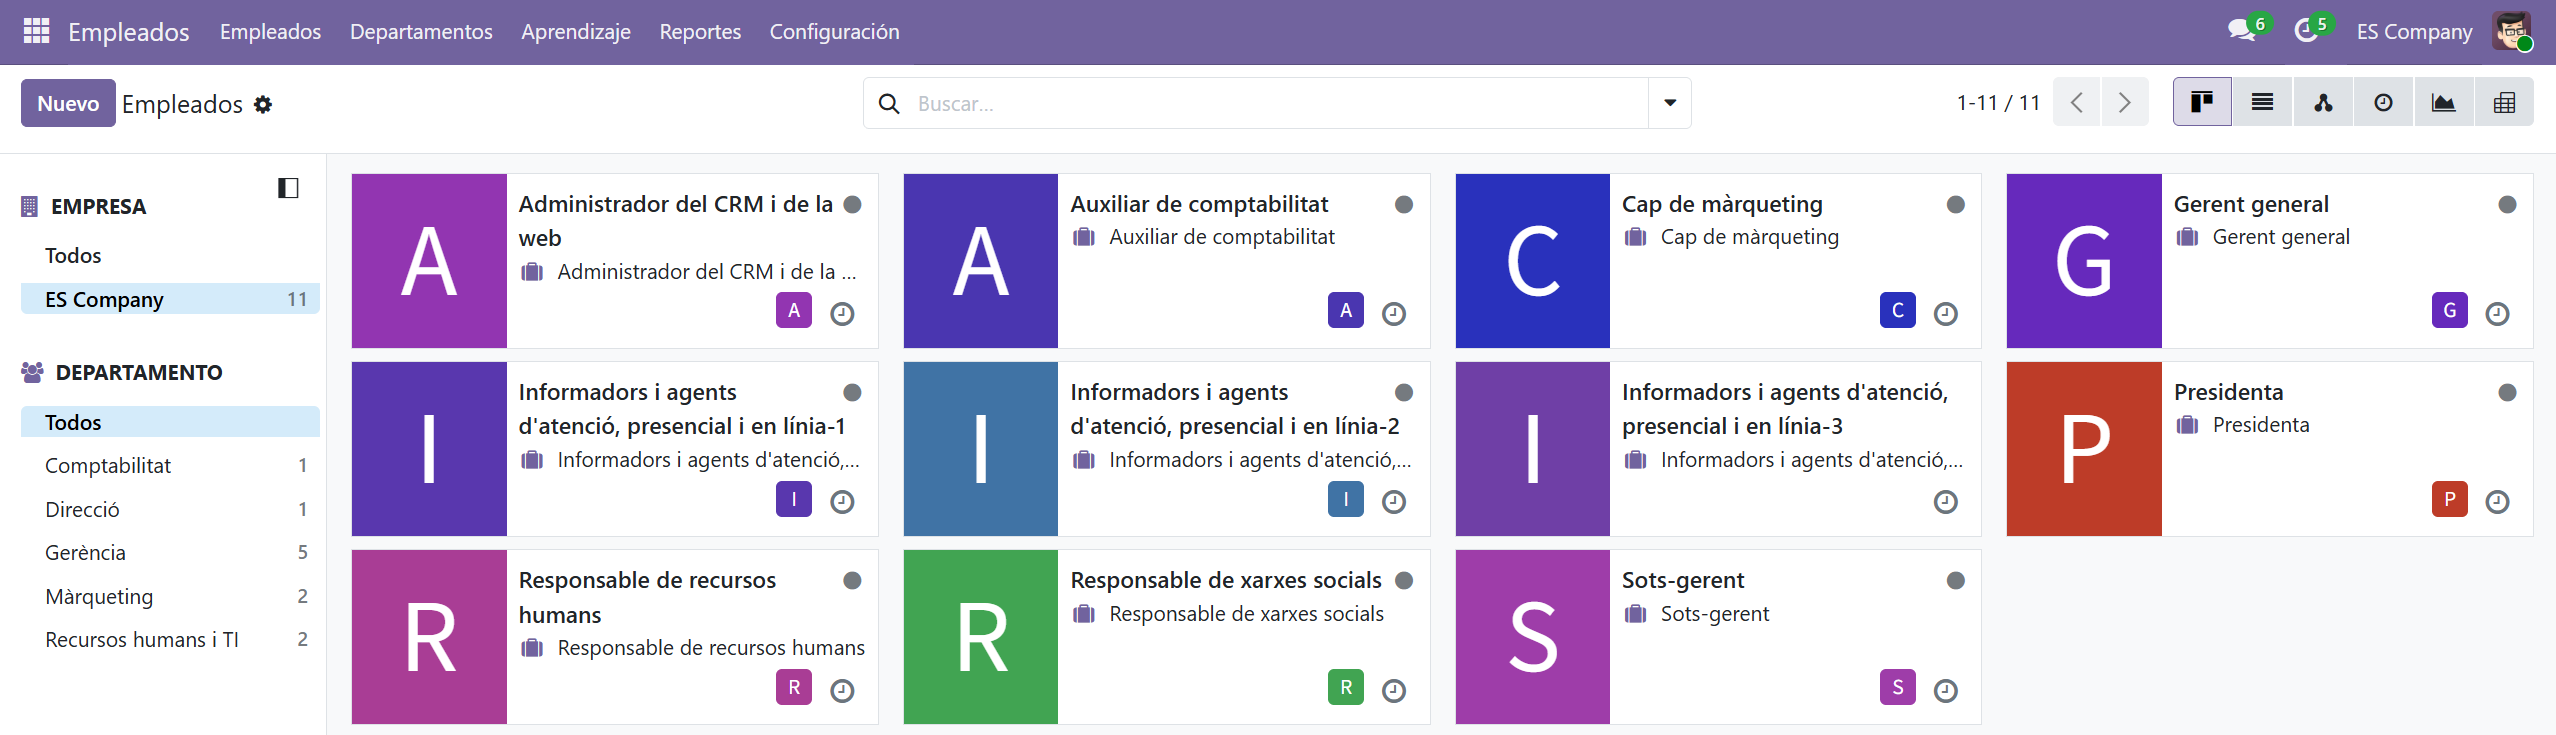 Empleados Empleados Departamentos Aprendizaje Reportes Configuración 6 5 ES Company
Nuevo Empleados Buscar... 1-11 / 11
EMPRESA
Todos
ES Company 11
DEPARTAMENTO
Todos
Comptabilitat 1
Direcció 1
Gerència 5
Màrqueting 2
Recursos humans i TI 2
A
Administrador del CRM i de la
web
Administrador del CRM i de la ...
A
A
Auxiliar de comptabilitat
Auxiliar de comptabilitat
A
C
Cap de màrqueting
Cap de màrqueting
C
G
Gerent general
Gerent general
G
I
Informadors i agents
d'atenció, presencial i en línia-1
Informadors i agents d'atenció,...
I
I
Informadors i agents
d'atenció, presencial i en línia-2
Informadors i agents d'atenció,...
I
I
Informadors i agents d'atenció,
presencial i en línia-3
Informadors i agents d'atenció,...
P
Presidenta
Presidenta
P
R
Responsable de recursos
humans
Responsable de recursos humans
R
R
Responsable de xarxes socials
Responsable de xarxes socials
R
S
Sots-gerent
Sots-gerent
S